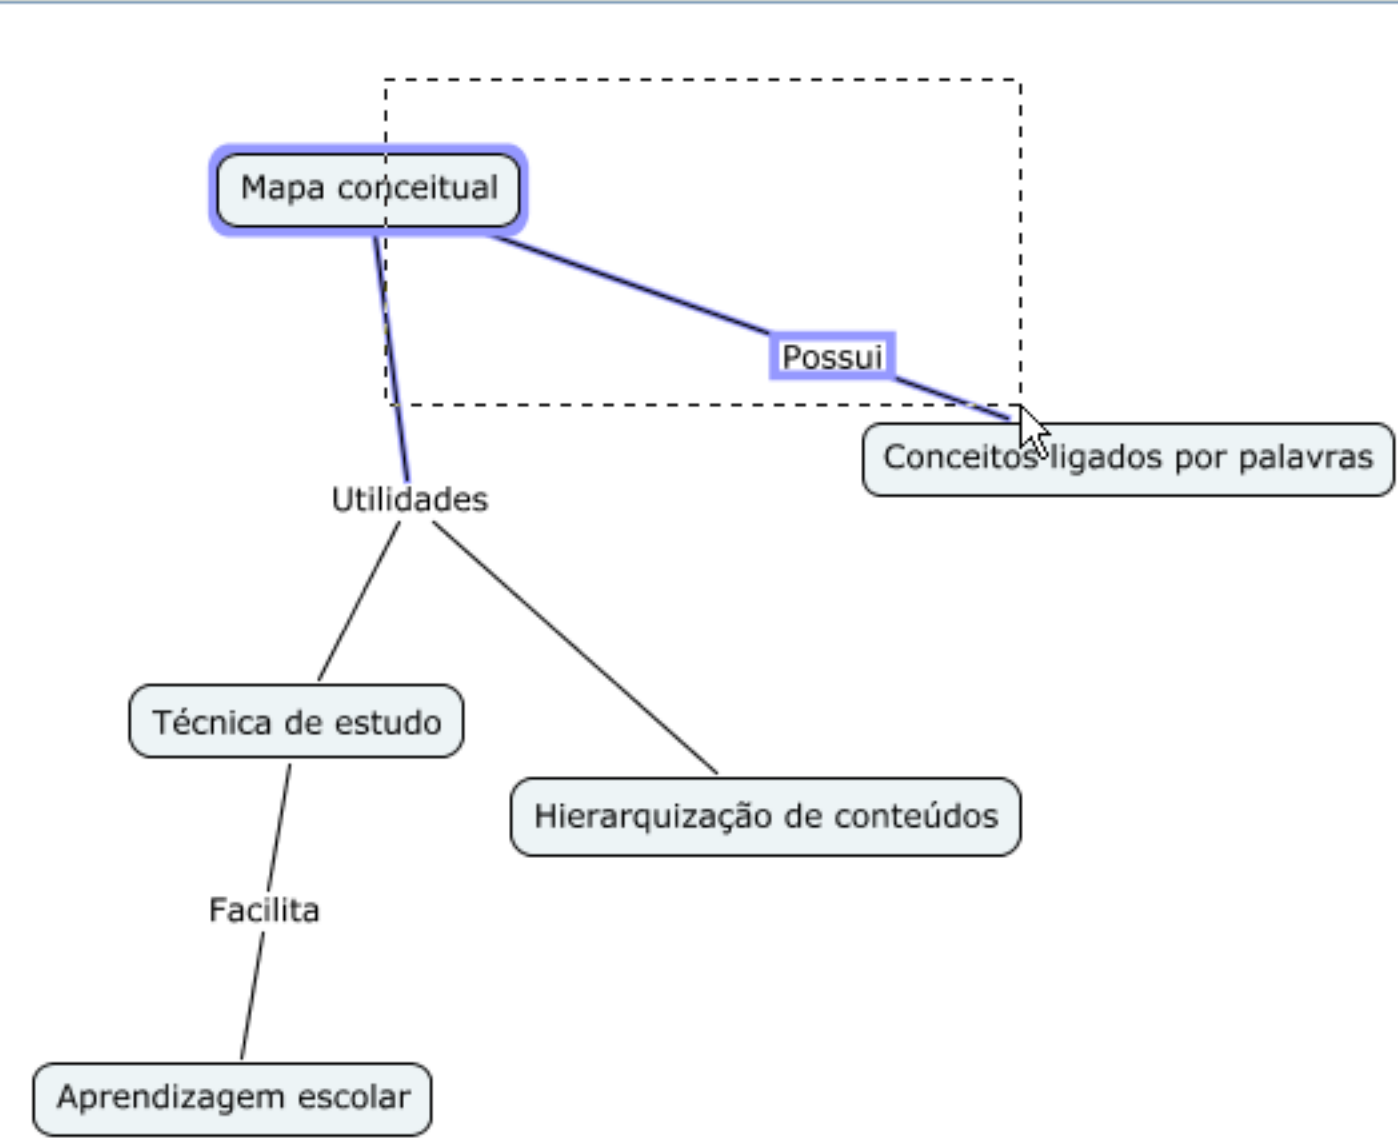 Mapa conceitual
Possui
Conceitos ligados por palavras
Utilidades
Técnica de estudo
Hierarquização de conteúdos
Facilita
Aprendizagem escolar